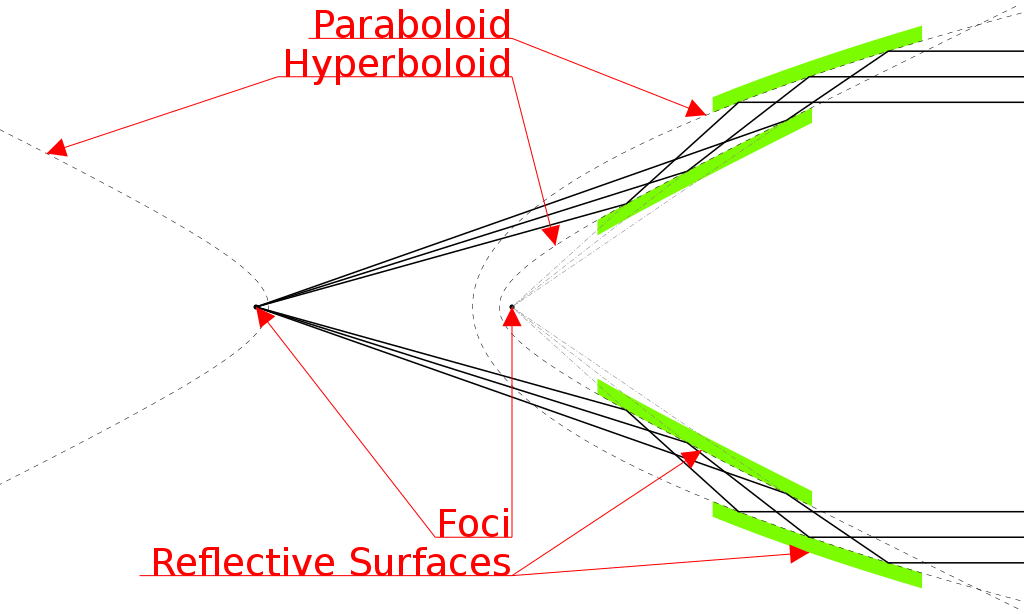 Paraboloid
Hyperboloid
Foci
Reflective Surfaces